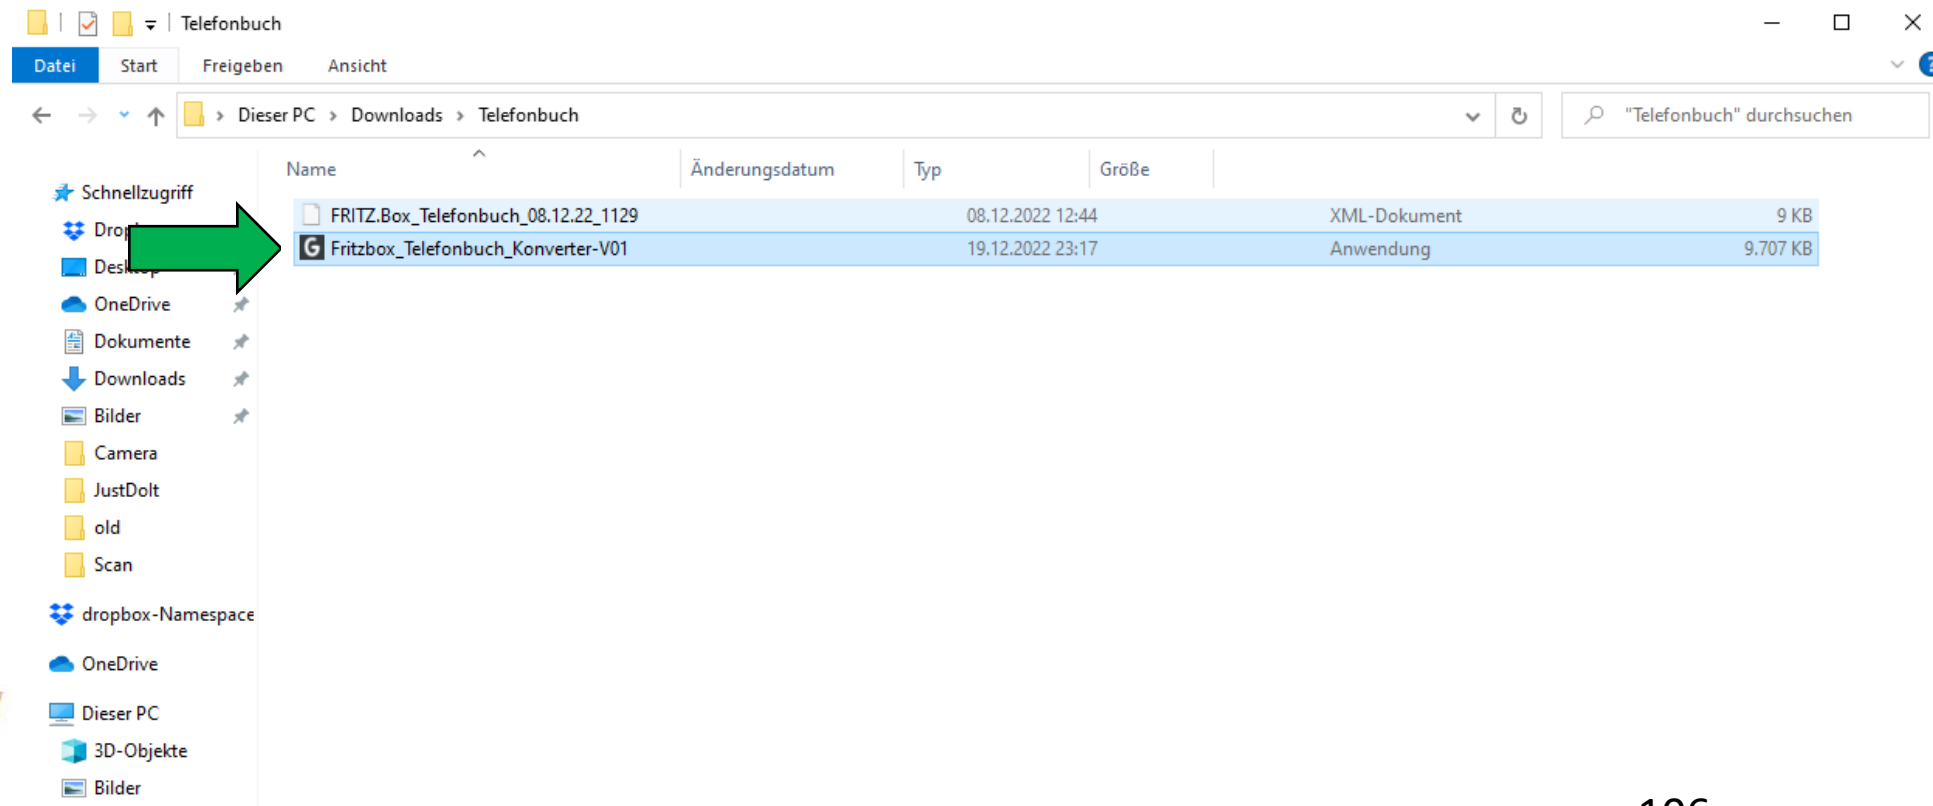 Telefonbuch
Datei Start Freigeben Ansicht
Dieser PC > Downloads > Telefonbuch "Telefonbuch" durchsuchen
Name Änderungsdatum Typ Größe
FRITZ.Box_Telefonbuch_08.12.22_1129 08.12.2022 12:44 XML-Dokument 9 KB
Fritzbox_Telefonbuch_Konverter-V01 19.12.2022 23:17 Anwendung 9.707 KB
Schnellzugriff
OneDrive
Dokumente
Downloads
Bilder
Camera
JustDoIt
old
Scan
dropbox-Namespace
OneDrive
Dieser PC
3D-Objekte
Bilder